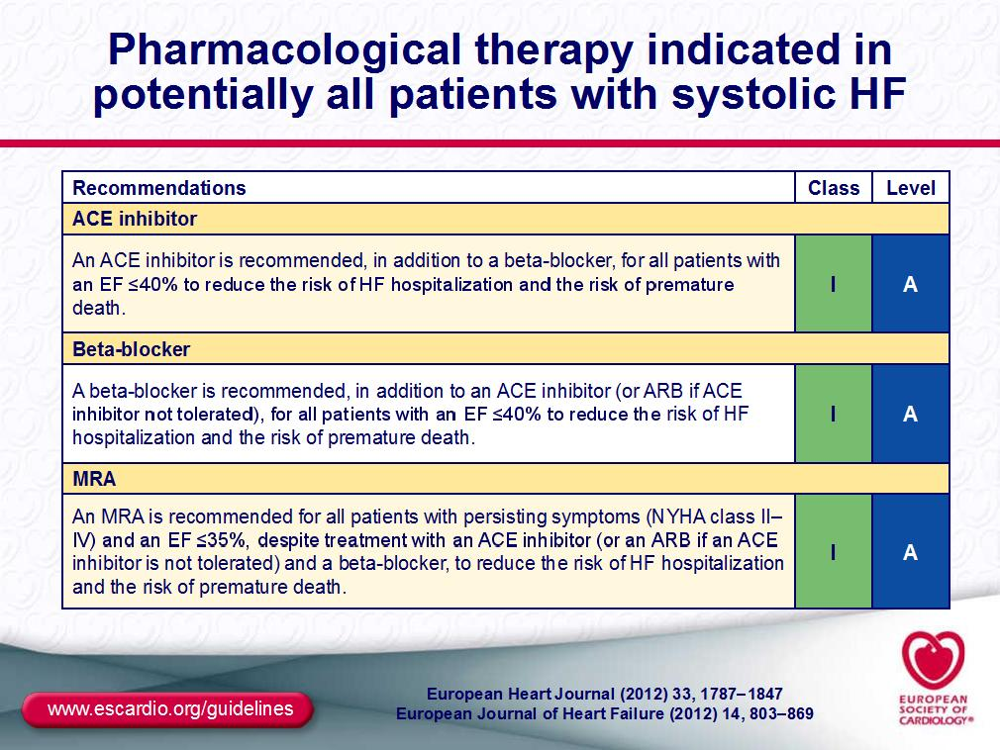 Pharmacological therapy indicated in
potentially all patients with systolic HF
Recommendations Class Level
ACE inhibitor
An ACE inhibitor is recommended, in addition to a beta-blocker, for all patients with
an EF ≤40% to reduce the risk of HF hospitalization and the risk of premature
death.
I A
Beta-blocker
A beta-blocker is recommended, in addition to an ACE inhibitor (or ARB if ACE
inhibitor not tolerated), for all patients with an EF ≤40% to reduce the risk of HF
hospitalization and the risk of premature death.
I A
MRA
An MRA is recommended for all patients with persisting symptoms (NYHA class II–
IV) and an EF ≤35%, despite treatment with an ACE inhibitor (or an ARB if an ACE
inhibitor is not tolerated) and a beta-blocker, to reduce the risk of HF hospitalization
and the risk of premature death.
I A
www.escardio.org/guidelines
European Heart Journal (2012) 33, 1787–1847
European Journal of Heart Failure (2012) 14, 803–869
EUROPEAN
SOCIETY OF
CARDIOLOGY®